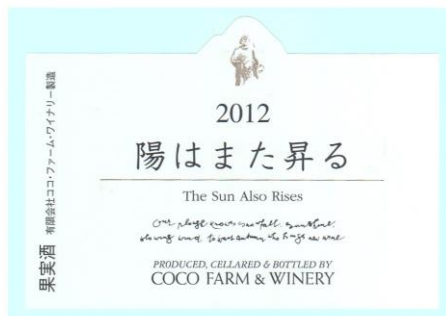 2012
陽はまた昇る
The Sun Also Rises
PRODUCED, CELLARED & BOTTLED BY
COCO FARM & WINERY
果実酒 有限会社ココ・ファーム・ワイナリー製造